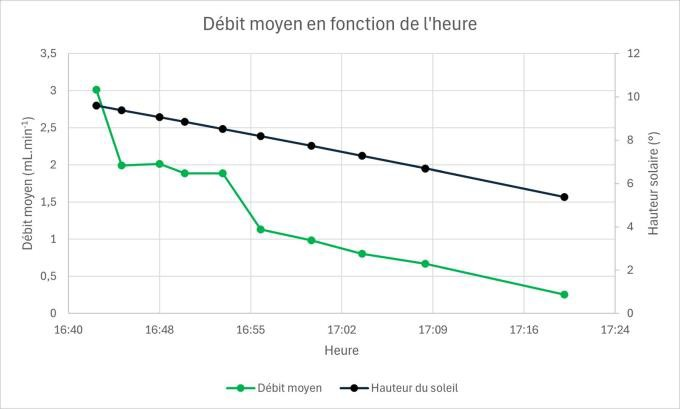 Débit moyen en fonction de l'heure
3,5
3
2,5
2
1,5
1
0,5
0
Débit moyen (mL.min⁻¹)
12
10
8
6
4
2
0
Hauteur solaire (°)
16:40 16:48 16:55 17:02 17:09 17:16 17:24
Heure
Débit moyen Hauteur du soleil